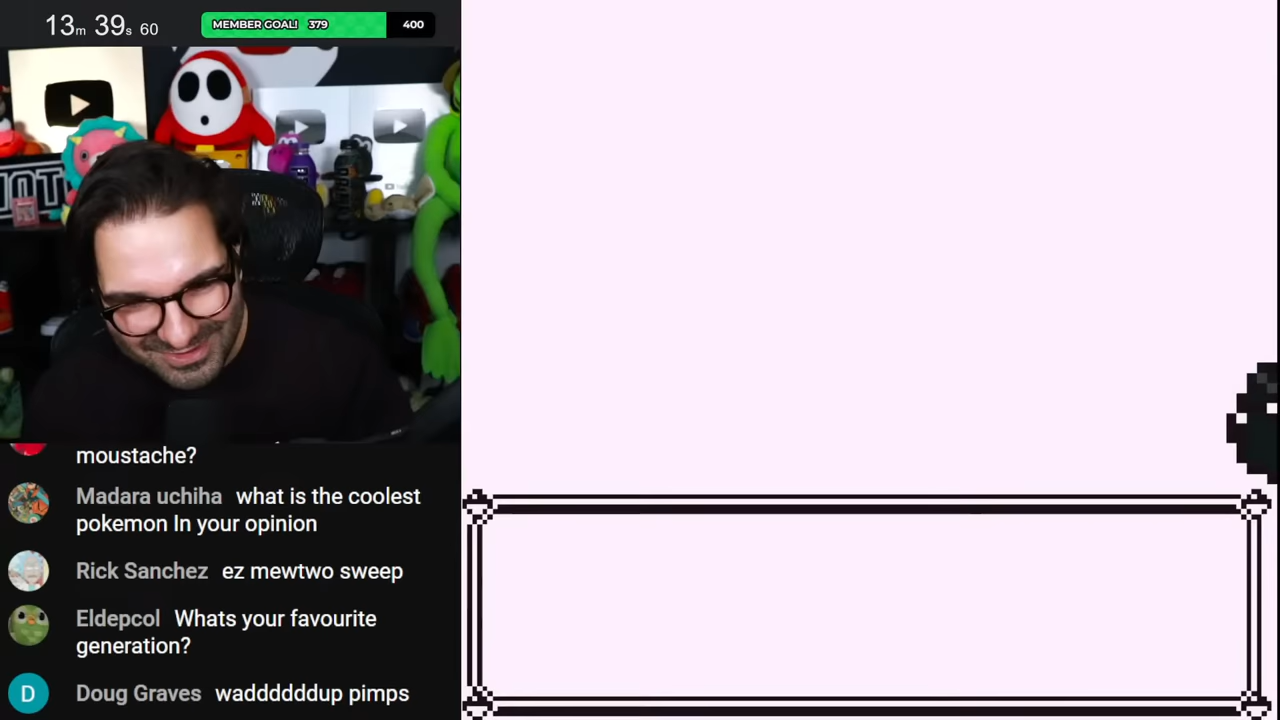 13m 39s 60
MEMBER GOAL! 379
400
moustache?
Madara uchiha what is the coolest
pokemon In your opinion
Rick Sanchez ez mewtwo sweep
Eldepcol Whats your favourite
generation?
D
Doug Graves waddddddup pimps